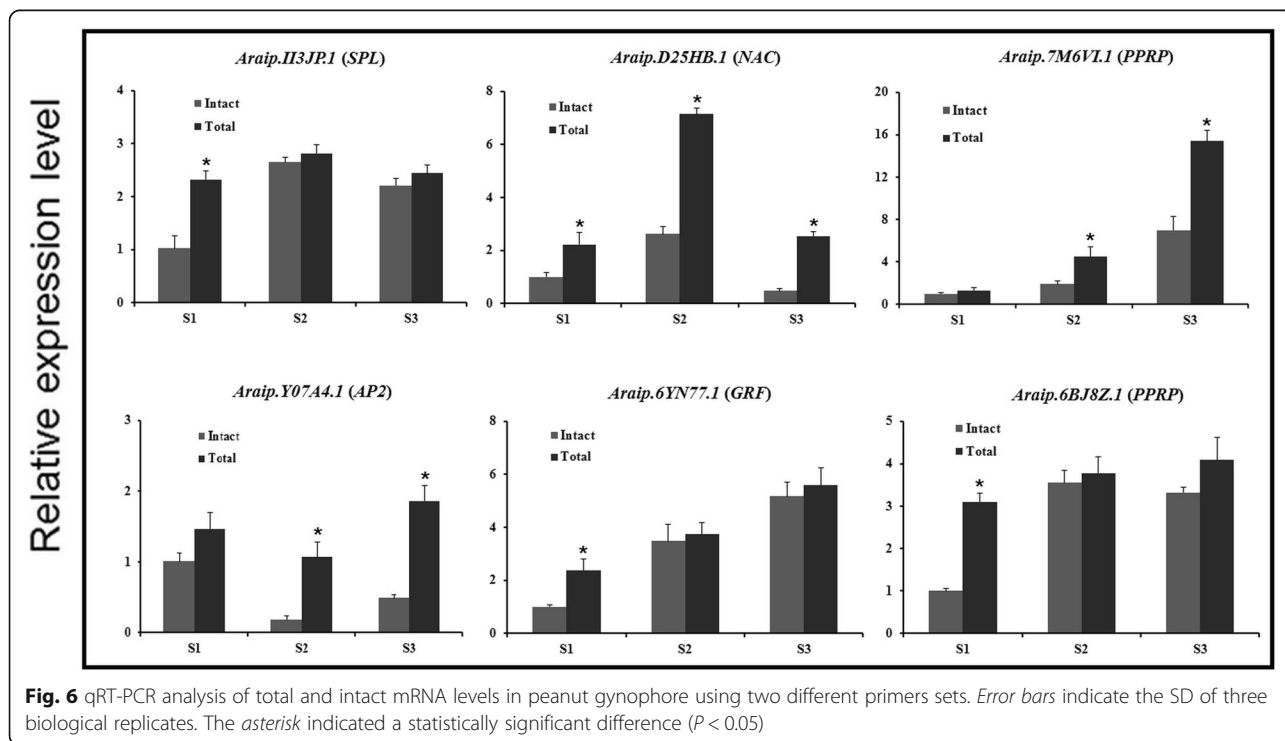 Relative expression level
Araip.II3JP.1 (SPL)
4
3
2
1
0
Intact
Total
*
S1 S2 S3
Araip.D25HB.1 (NAC)
8
6
4
2
0
Intact
Total
* * *
S1 S2 S3
Araip.7M6VI.1 (PPRP)
20
16
12
8
4
0
Intact
Total
* *
S1 S2 S3
Araip.Y07A4.1 (AP2)
3
2
1
0
Intact
Total
* *
S1 S2 S3
Araip.6YN77.1 (GRF)
8
6
4
2
0
Intact
Total
*
S1 S2 S3
Araip.6BJ8Z.1 (PPRP)
5
4
3
2
1
0
Intact
Total
*
S1 S2 S3
Fig. 6 qRT-PCR analysis of total and intact mRNA levels in peanut gynophore using two different primers sets. Error bars indicate the SD of three
biological replicates. The asterisk indicated a statistically significant difference (P < 0.05)